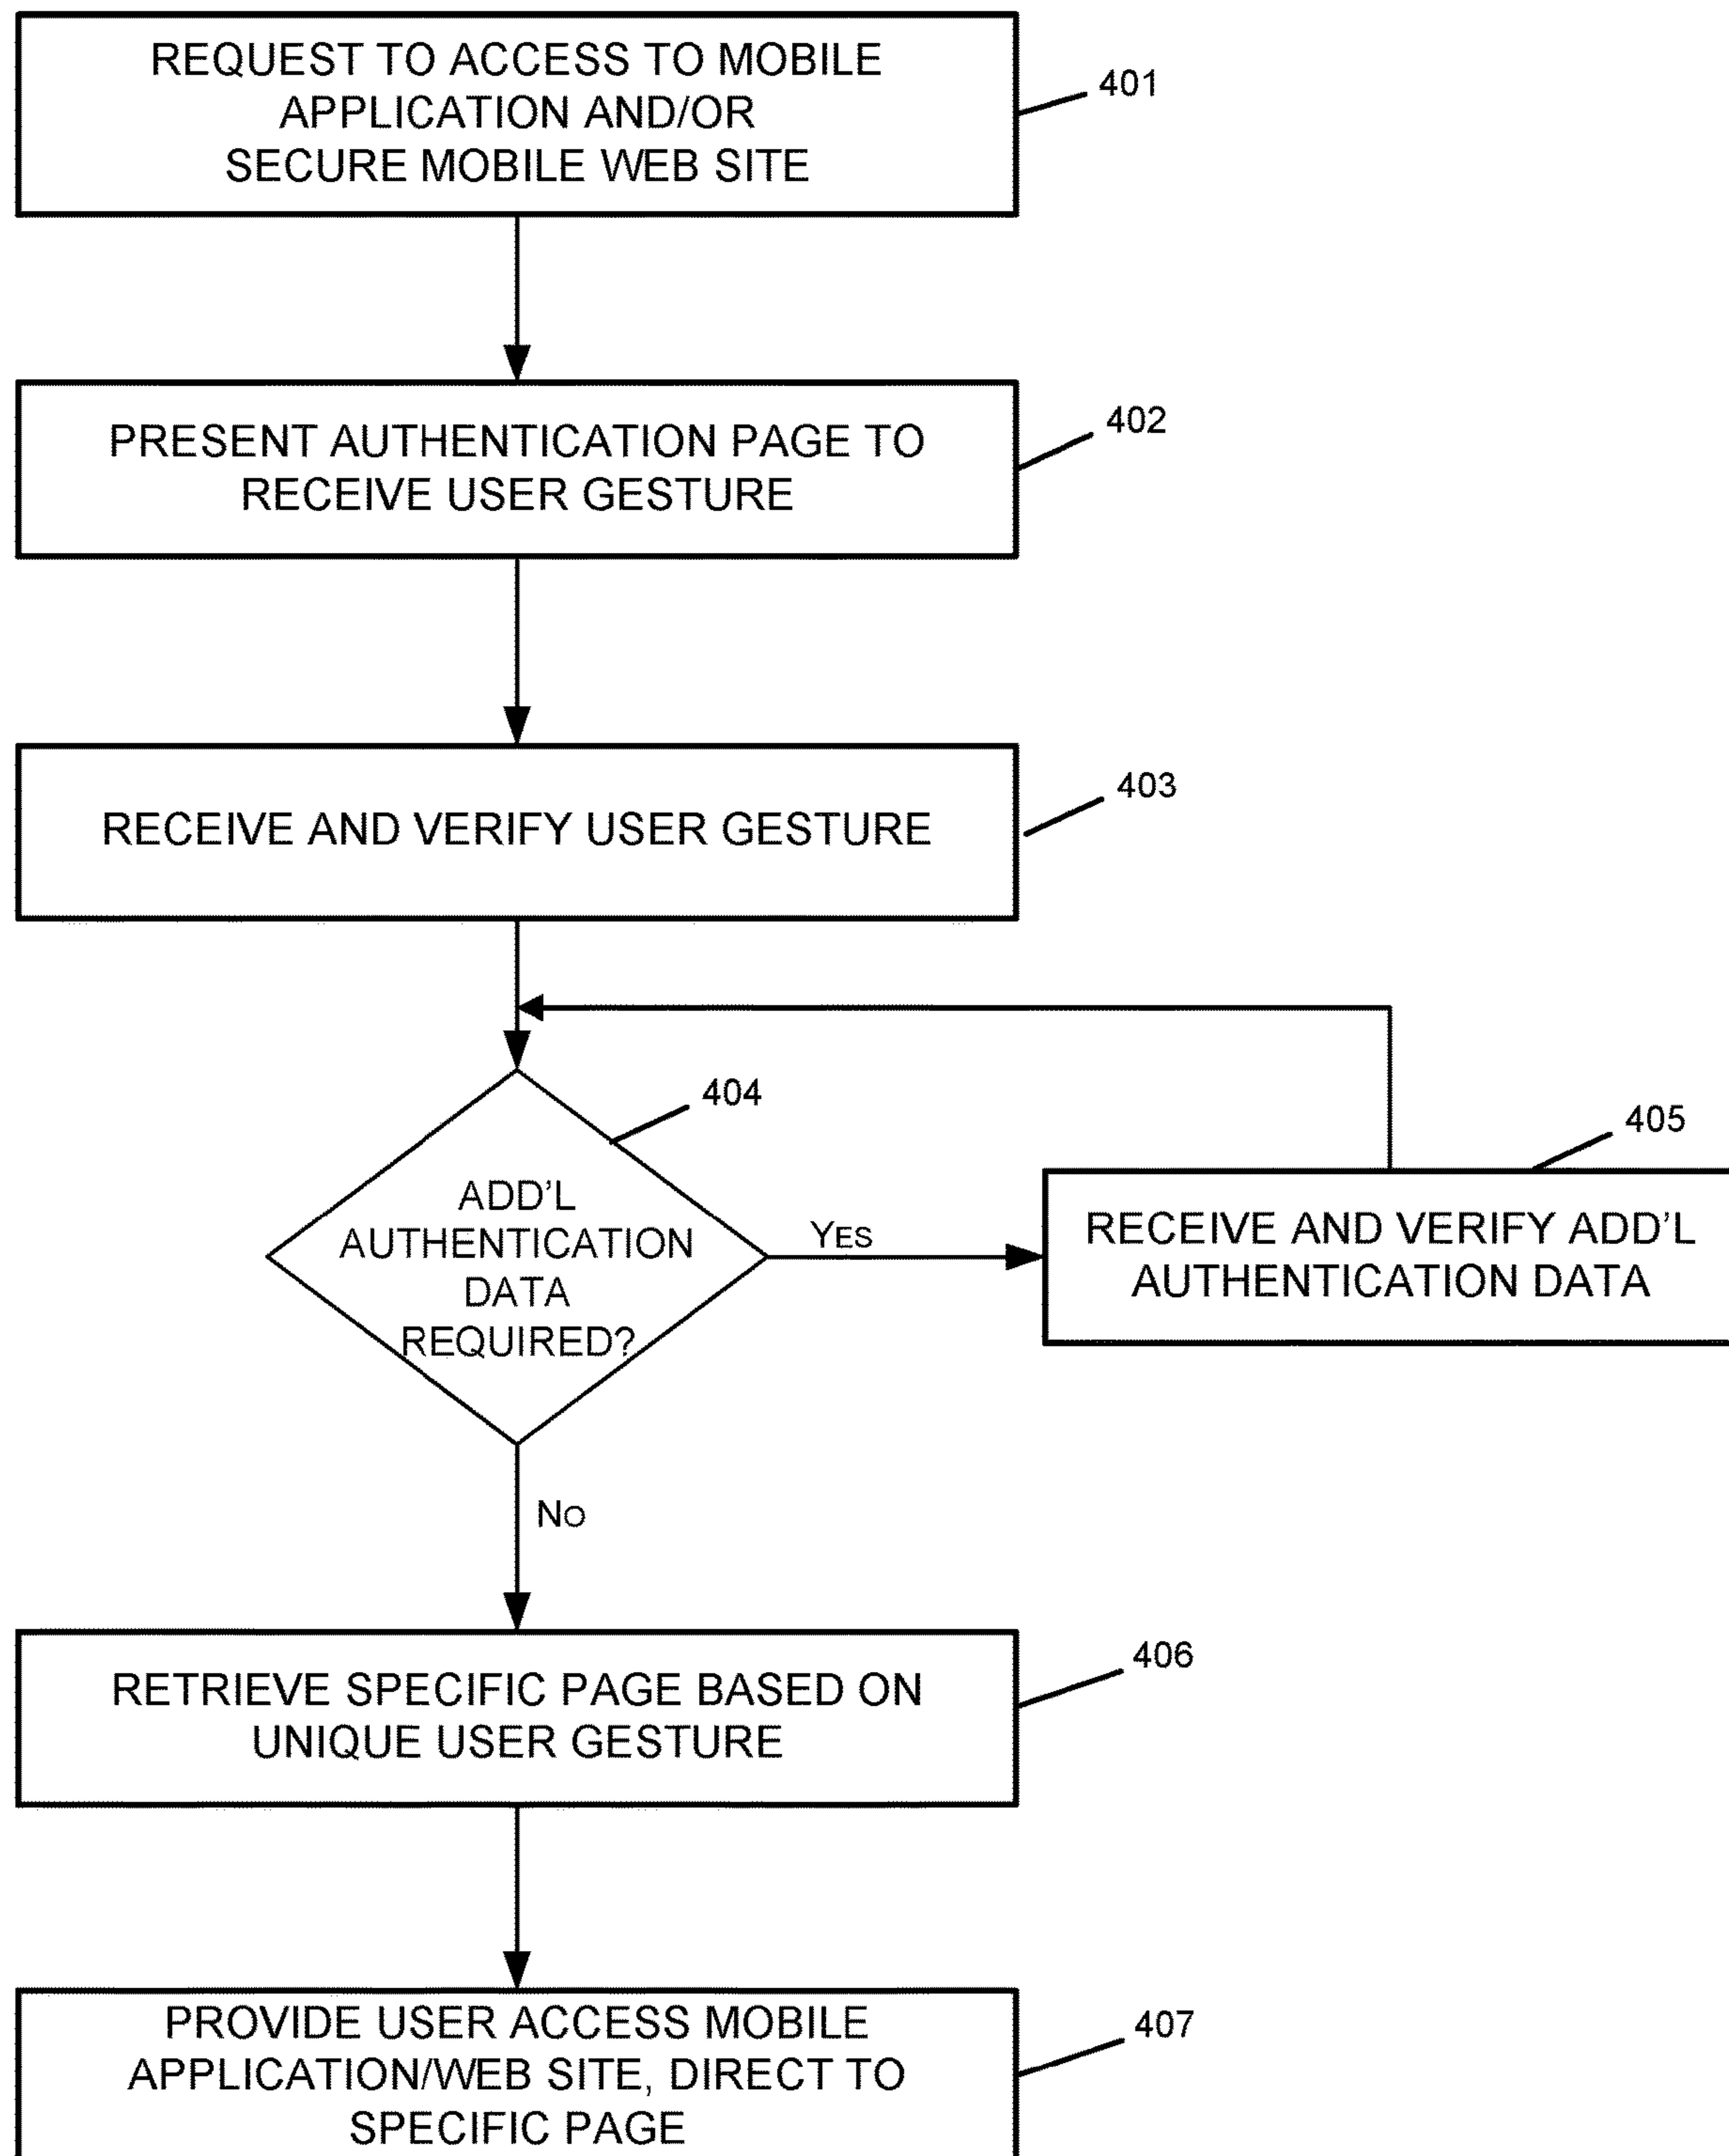 REQUEST TO ACCESS TO MOBILE
APPLICATION AND/OR
SECURE MOBILE WEB SITE
401
PRESENT AUTHENTICATION PAGE TO
RECEIVE USER GESTURE
402
RECEIVE AND VERIFY USER GESTURE
403
404
ADD'L
AUTHENTICATION
DATA
REQUIRED?
YES
405
RECEIVE AND VERIFY ADD'L
AUTHENTICATION DATA
NO
RETRIEVE SPECIFIC PAGE BASED ON
UNIQUE USER GESTURE
406
PROVIDE USER ACCESS MOBILE
APPLICATION/WEB SITE, DIRECT TO
SPECIFIC PAGE
407